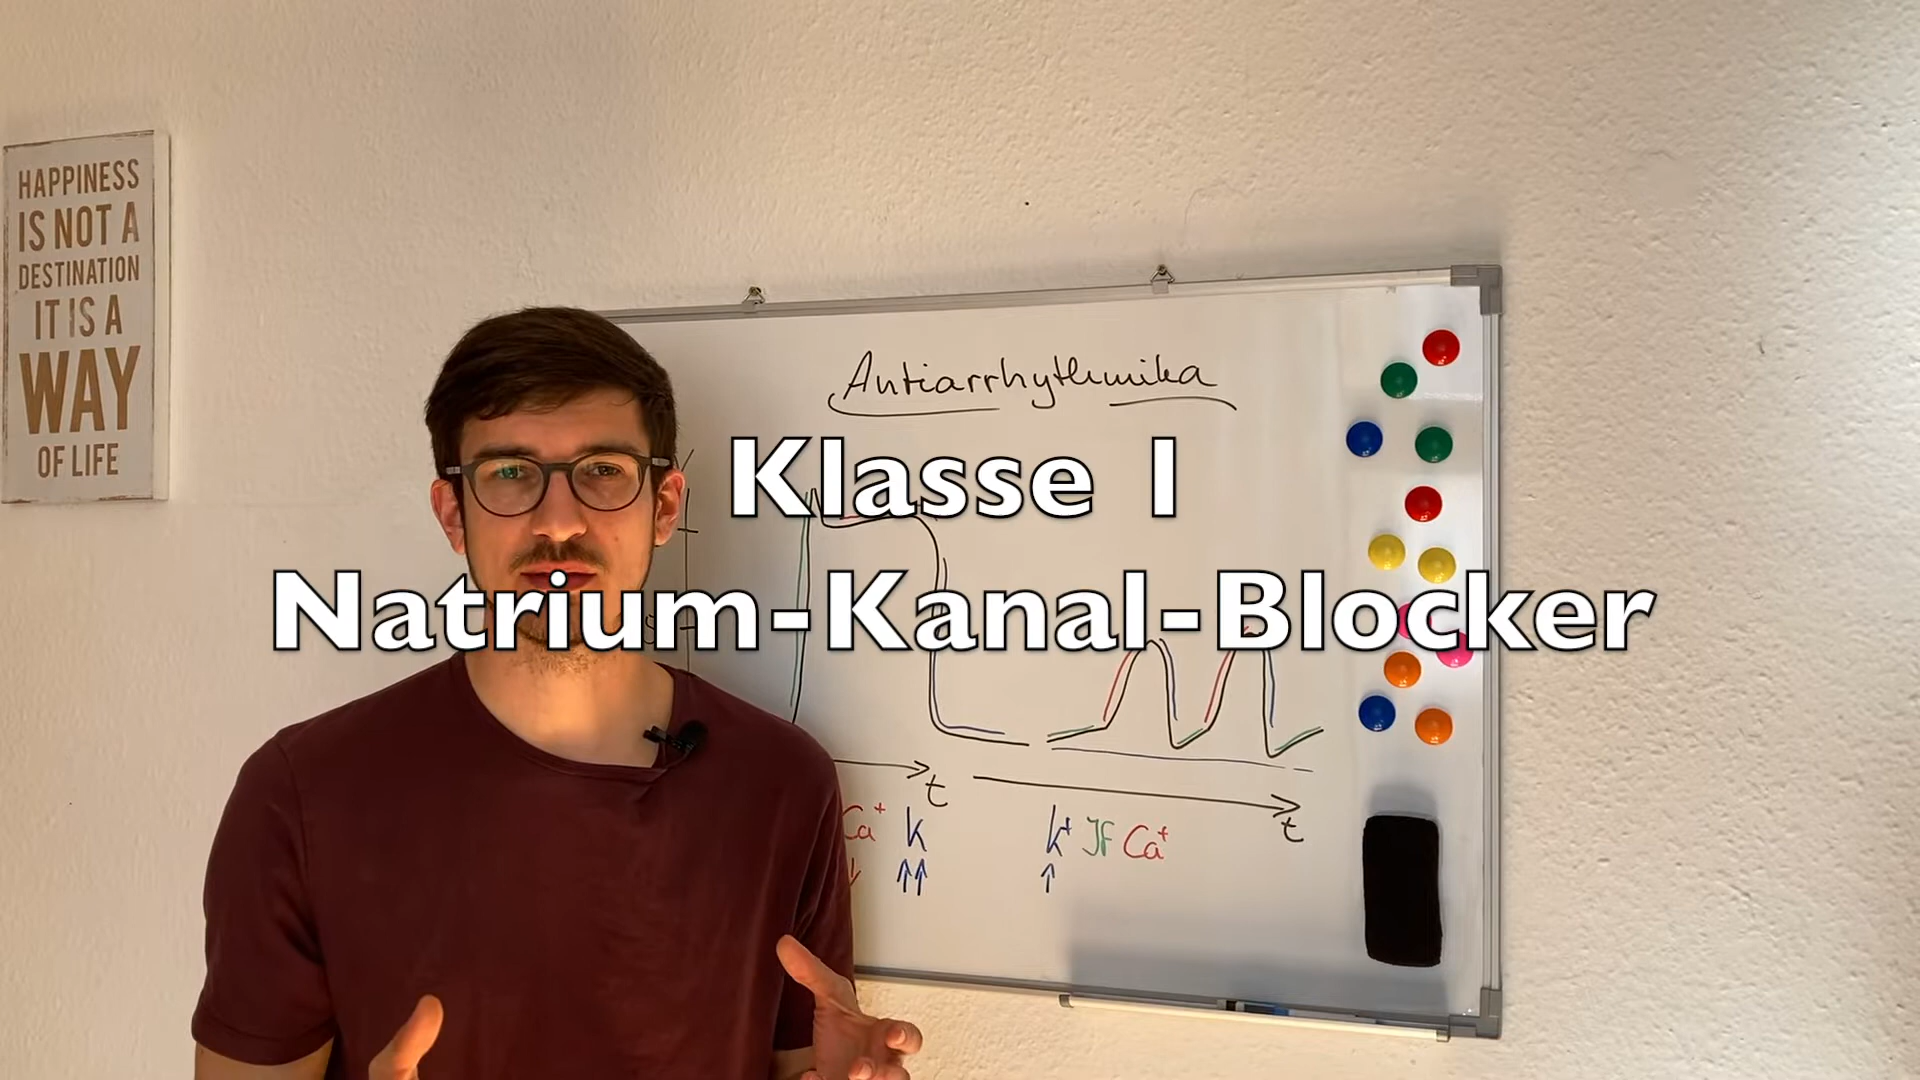 HAPPINESS
IS NOT A
DESTINATION
IT IS A
WAY
OF LIFE
Antiarrhythmika
Klasse I
Natrium-Kanal-Blocker
t
t
Ca+ K
K+ If Ca+